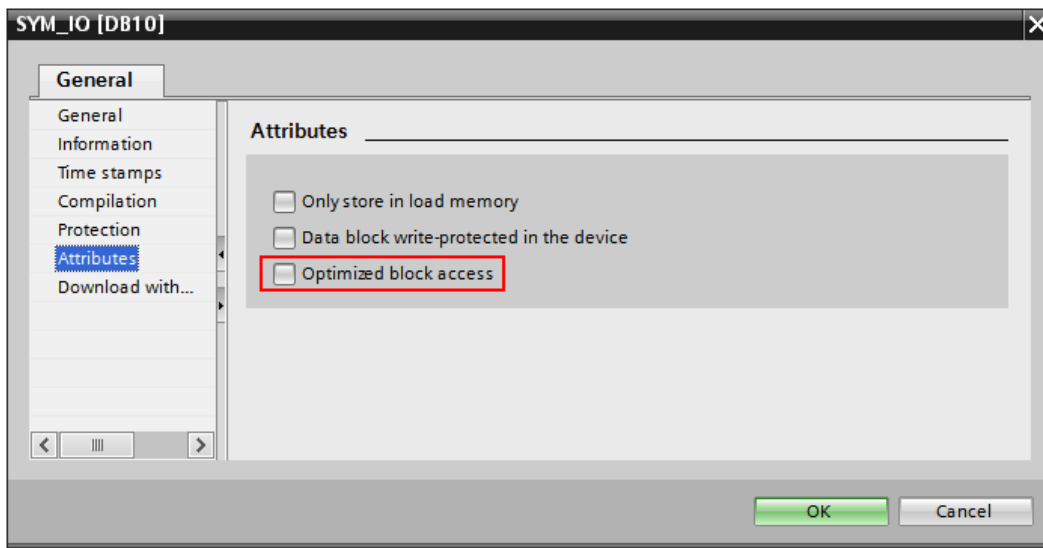 SYM_IO [DB10]
General
General
Information
Time stamps
Compilation
Protection
Attributes
Download with...
Attributes
Only store in load memory
Data block write-protected in the device
Optimized block access
OK
Cancel